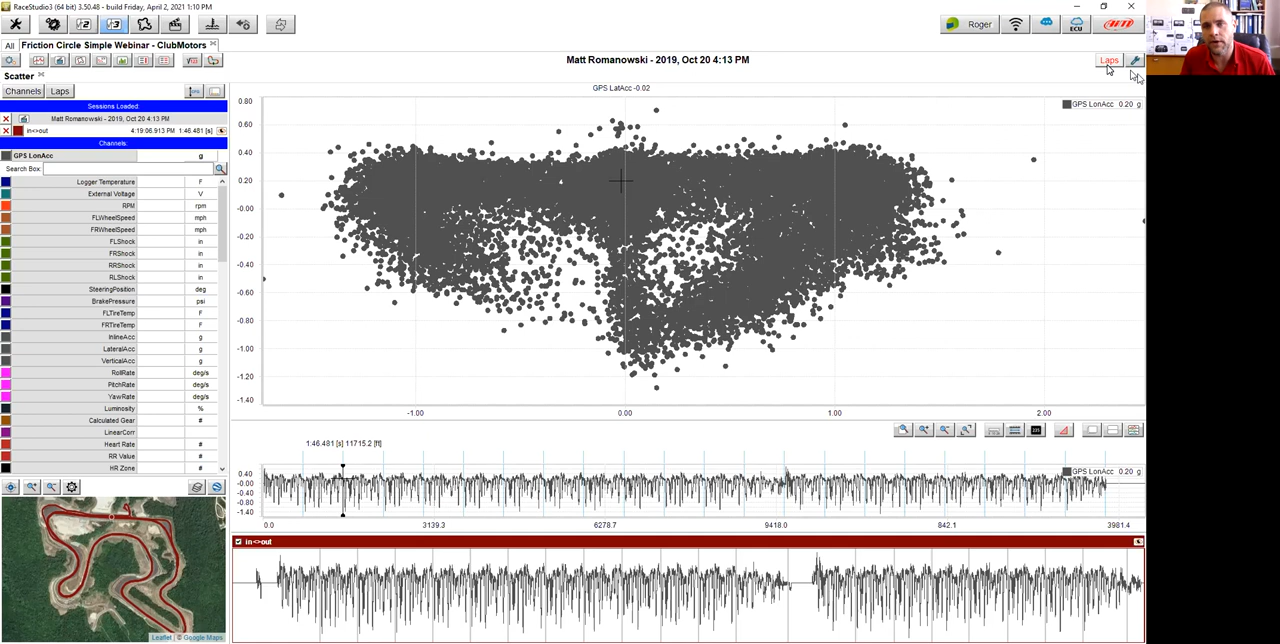 RaceStudio3 (64 bit) 3.50.48 - build Friday, April 2, 2021 1:10 PM
2
3
Roger
ECU
AiM
All
Friction Circle Simple Webinar - ClubMotors
Matt Romanowski - 2019, Oct 20 4:13 PM
Laps
Scatter
Channels
Laps
GPS LatAcc -0.02
Sessions Loaded:
Matt Romanowski - 2019, Oct 20 4:13 PM
in<>out 4:19:06.913 PM 1:46.481 [s]
Channels:
GPS LonAcc g
Search Box:
Logger Temperature F
External Voltage V
RPM rpm
FLWheelSpeed mph
FRWheelSpeed mph
FLShock in
FRShock in
RRShock in
RLShock in
SteeringPosition deg
BrakePressure psi
FLTireTemp F
FRTireTemp F
InlineAcc g
LateralAcc g
VerticalAcc g
RollRate deg/s
PitchRate deg/s
YawRate deg/s
Luminosity %
Calculated Gear #
LinearCorr
Heart Rate #
RR Value #
HR Zone #
GPS LonAcc 0.20 g
0.80
0.60
0.40
0.20
-0.00
-0.20
-0.40
-0.60
-0.80
-1.00
-1.20
-1.40
-1.00 0.00 1.00 2.00
1:46.481 [s] 11715.2 [ft]
GPS LonAcc 0.20 g
0.40
-0.00
-0.40
-0.80
-1.40
0.0 3139.3 6278.7 9418.0 842.1 3981.4
in<>out
Leaflet | © Google Maps